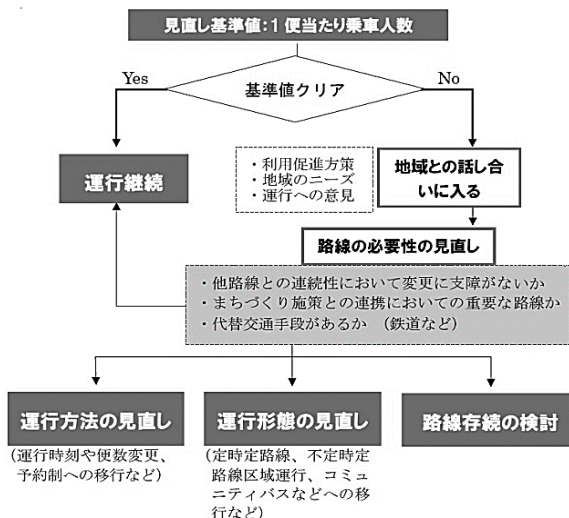 見直し基準値：1便当たり乗車人数
Yes
No
基準値クリア
運行継続
・利用促進方策
・地域のニーズ
・運行への意見
地域との話し合
いに入る
路線の必要性の見直し
・他路線との連続性において変更に支障がないか
・まちづくり施策との連携においての重要な路線か
・代替交通手段があるか （鉄道など）
運行方法の見直し
（運行時刻や便数変更、
予約制への移行など）
運行形態の見直し
（定時定路線、不定時定
路線区域運行、コミュ
ニティバスなどへの移
行など）
路線存続の検討